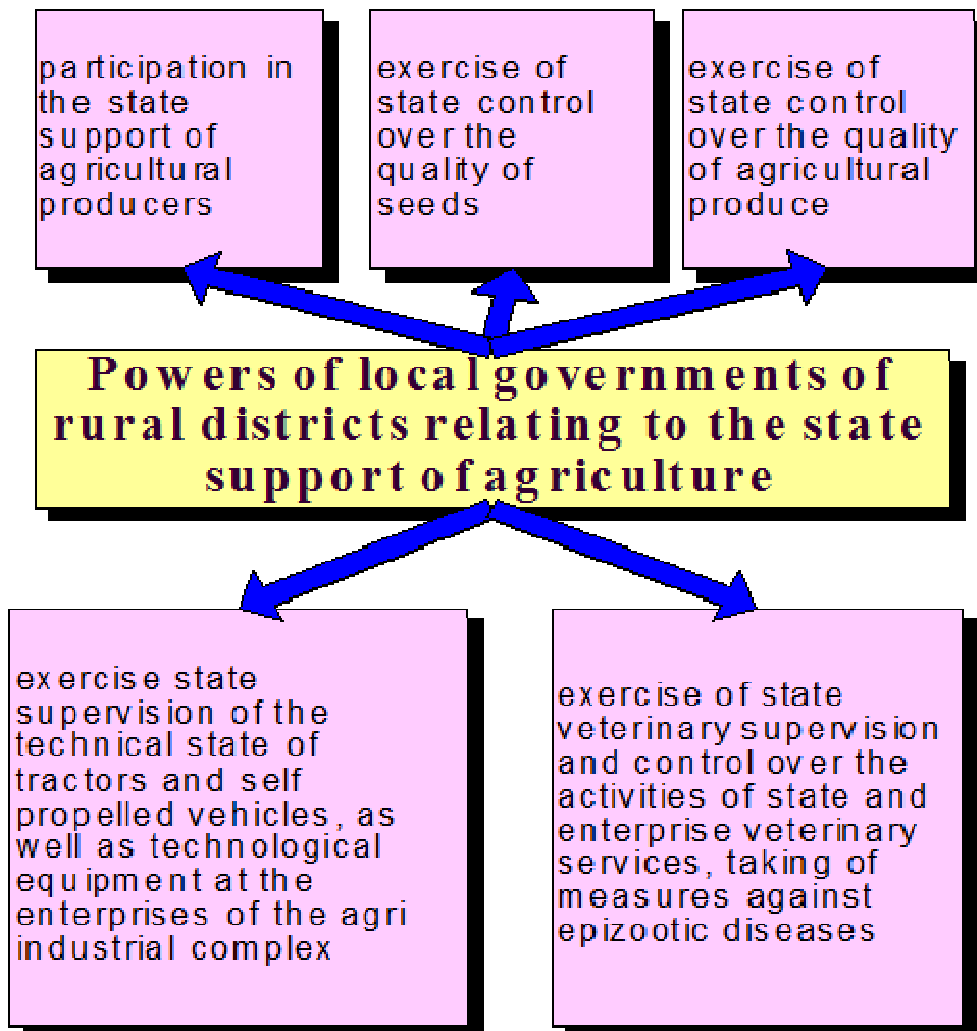 participation in
the state
support of
agricultural
producers
exercise of
state control
over the
quality of
seeds
exercise of
state control
over the quality
of agricultural
produce
Powers of local governments of
rural districts relating to the state
support of agriculture
exercise state
supervision of the
technical state of
tractors and self
propelled vehicles, as
well as technological
equipment at the
enterprises of the agri
industrial complex
exercise of state
veterinary supervision
and control over the
activities of state and
enterprise veterinary
services, taking of
measures against
epizootic diseases